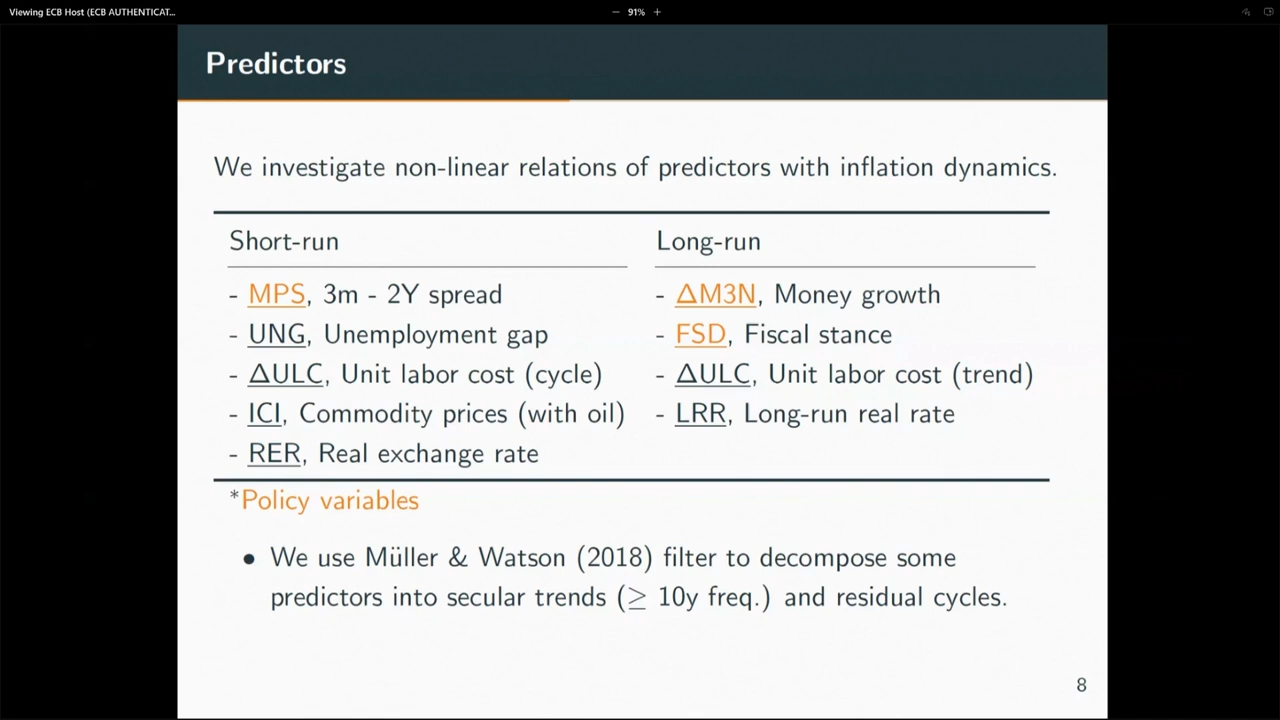 Viewing ECB Host (ECB AUTHENTICAT...
− 91% +
Predictors
We investigate non-linear relations of predictors with inflation dynamics.
Short-run
- MPS, 3m - 2Y spread
- UNG, Unemployment gap
- ΔULC, Unit labor cost (cycle)
- ICI, Commodity prices (with oil)
- RER, Real exchange rate
Long-run
- ΔM3N, Money growth
- FSD, Fiscal stance
- ΔULC, Unit labor cost (trend)
- LRR, Long-run real rate
*Policy variables
• We use Müller & Watson (2018) filter to decompose some
predictors into secular trends (≥ 10y freq.) and residual cycles.
8